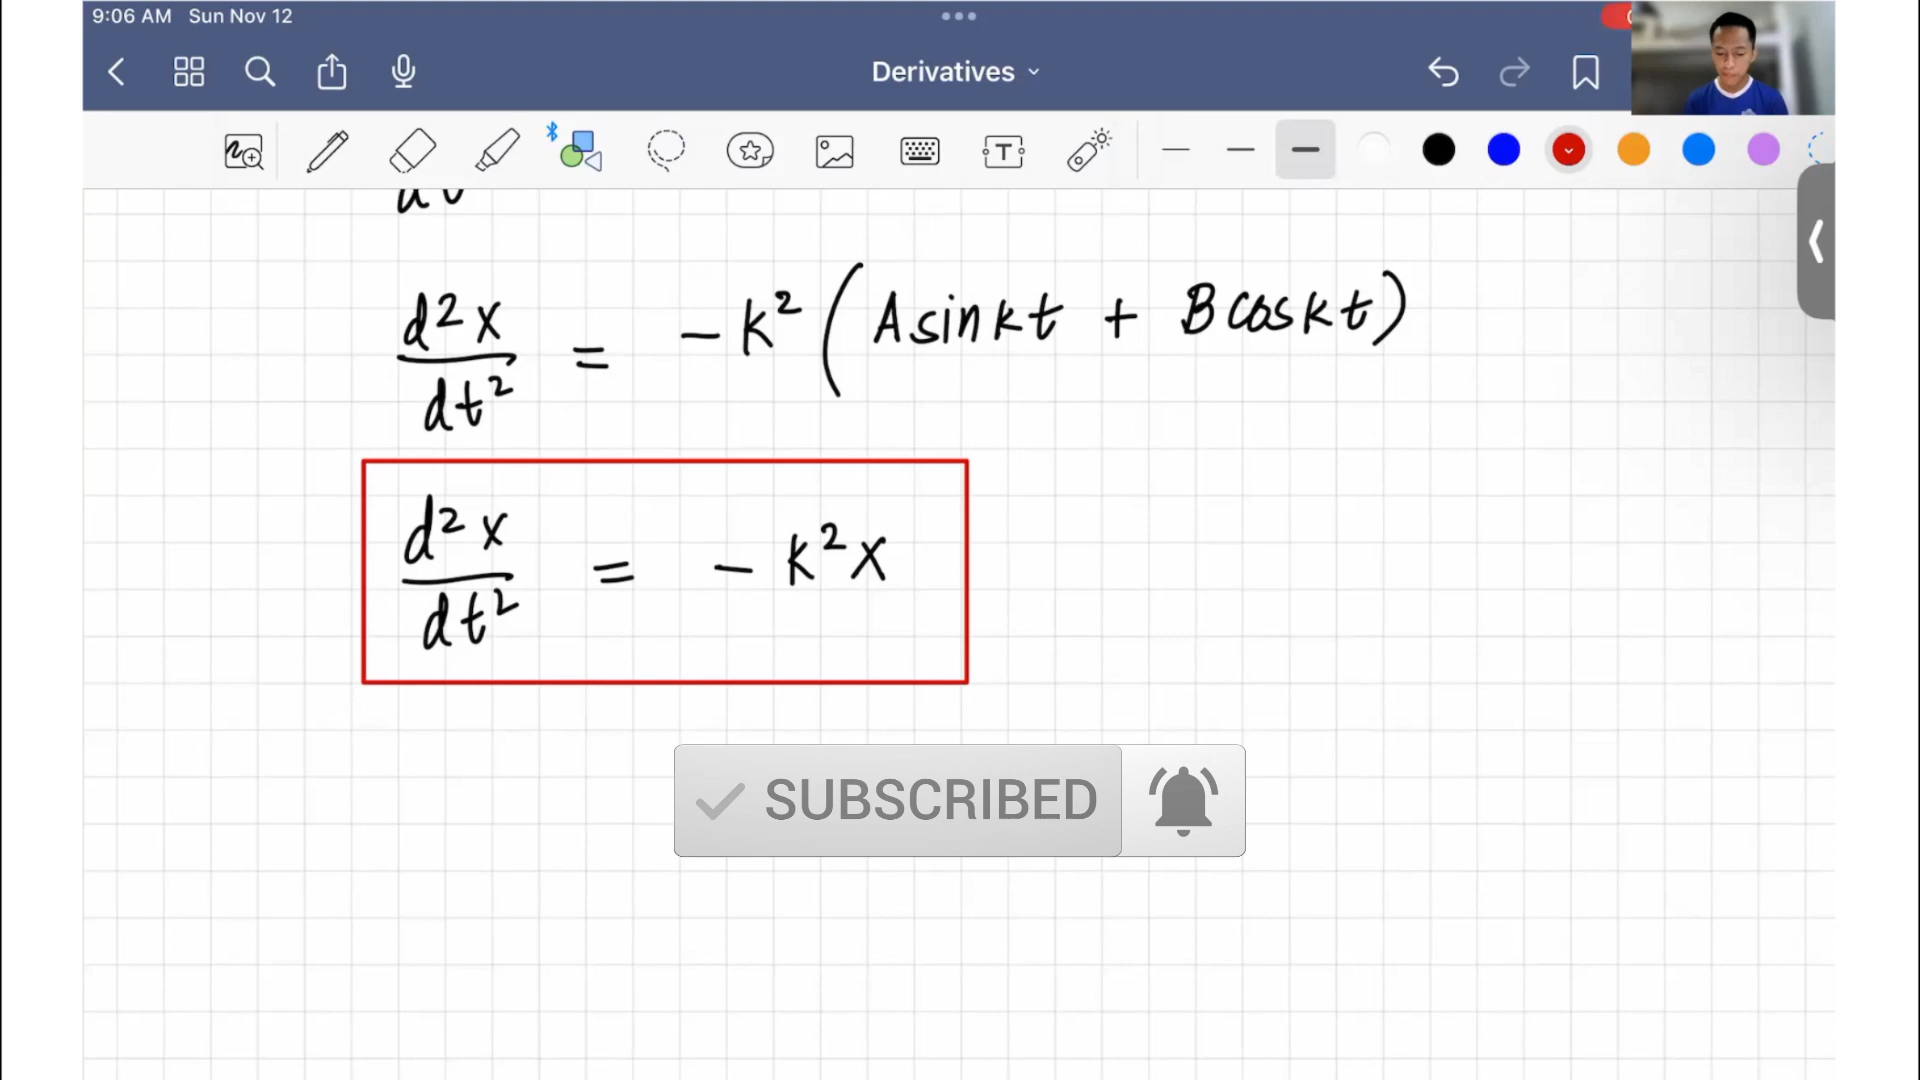 9:06 AM Sun Nov 12
Derivatives
T
d²x/dt² = -k² (A sin kt + B cos kt)
d²x/dt² = -k²x
SUBSCRIBED